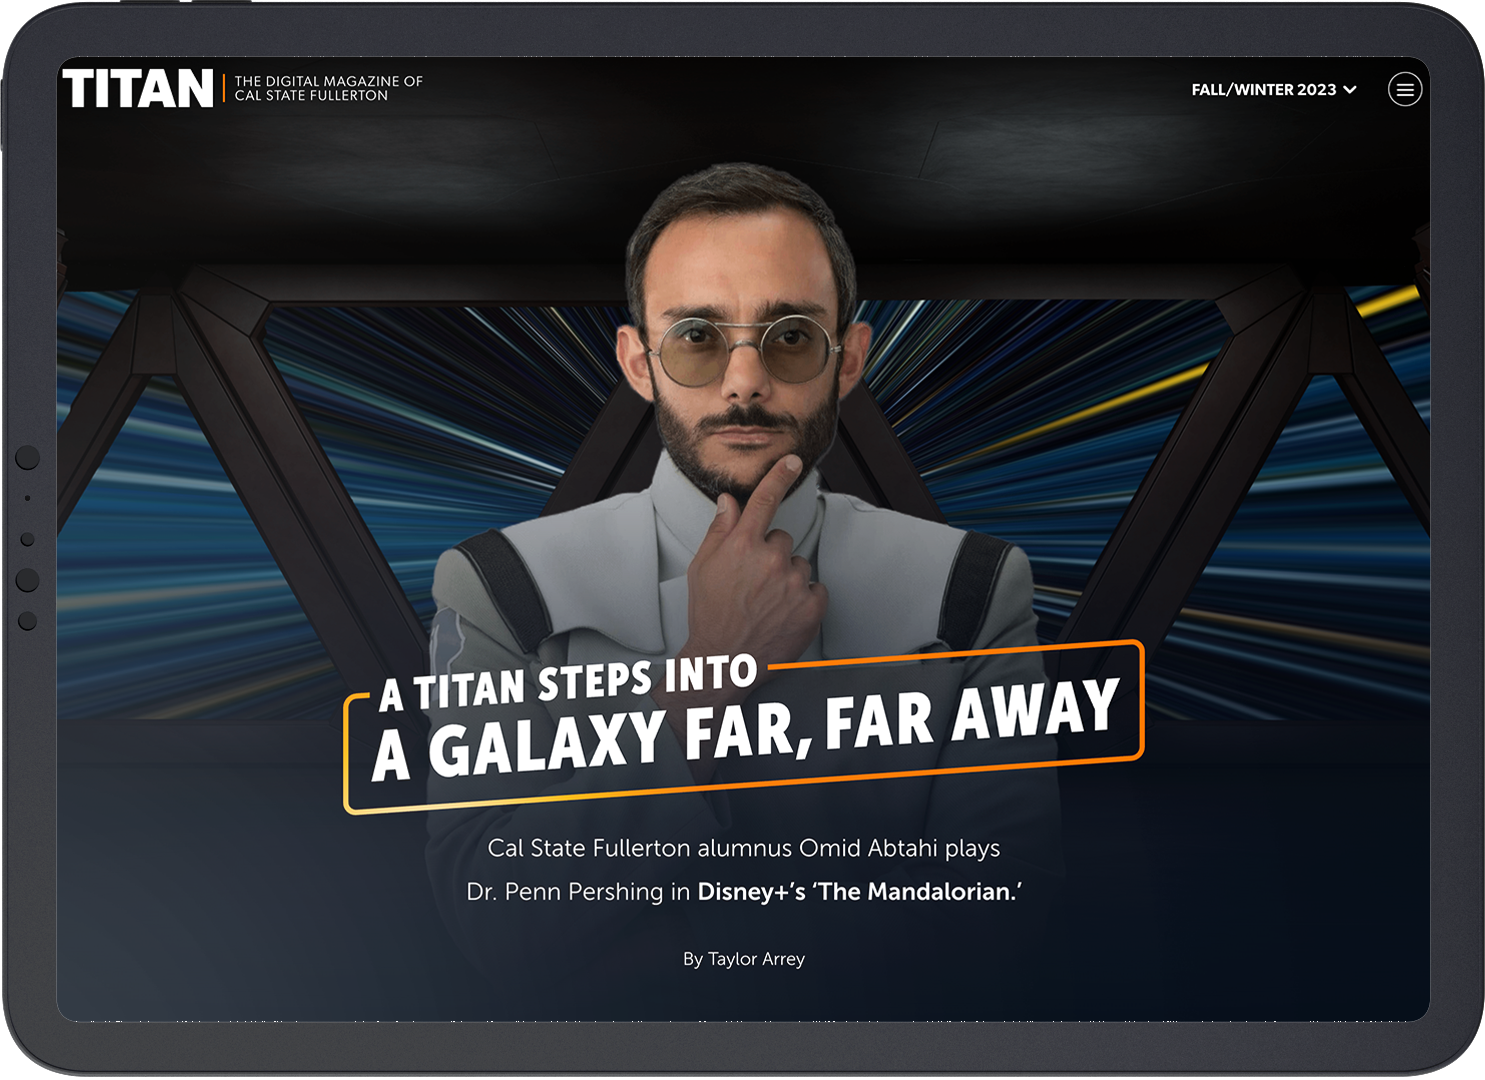 TITAN
THE DIGITAL MAGAZINE OF
CAL STATE FULLERTON
FALL/WINTER 2023
A TITAN STEPS INTO
A GALAXY FAR, FAR AWAY
Cal State Fullerton alumnus Omid Abtahi plays
Dr. Penn Pershing in Disney+’s ‘The Mandalorian.’
By Taylor Arrey